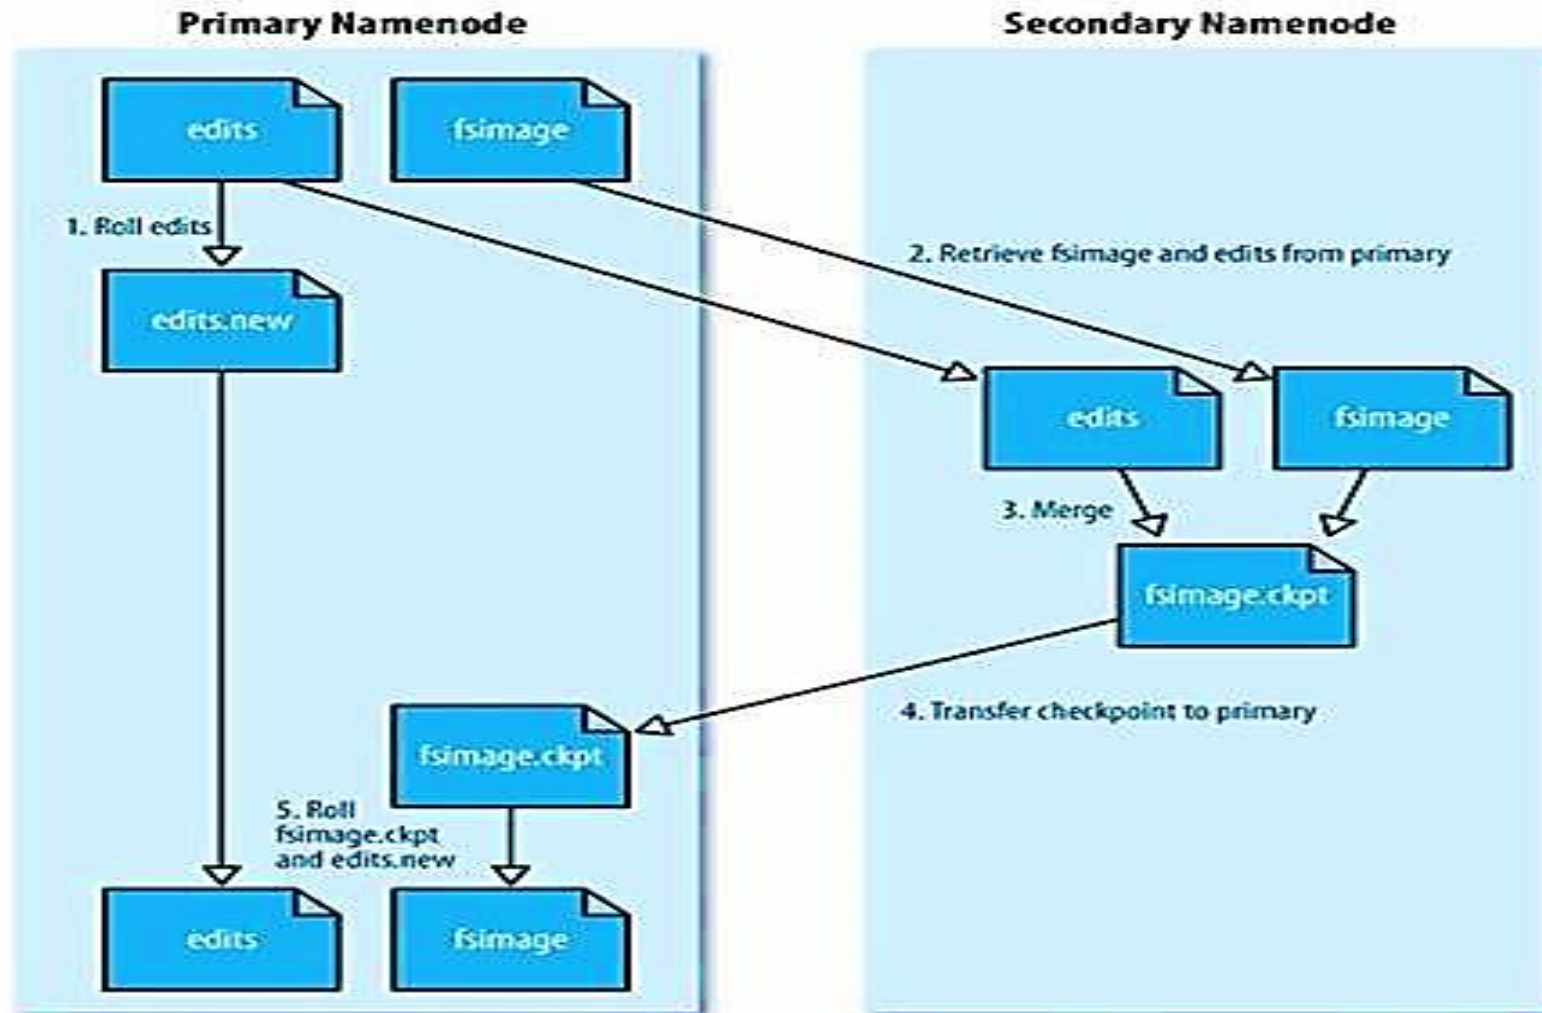 Primary Namenode
Secondary Namenode
edits
fsimage
1. Roll edits
2. Retrieve fsimage and edits from primary
edits.new
edits
fsimage
3. Merge
fsimage.ckpt
4. Transfer checkpoint to primary
fsimage.ckpt
5. Roll
fsimage.ckpt
and edits.new
edits
fsimage